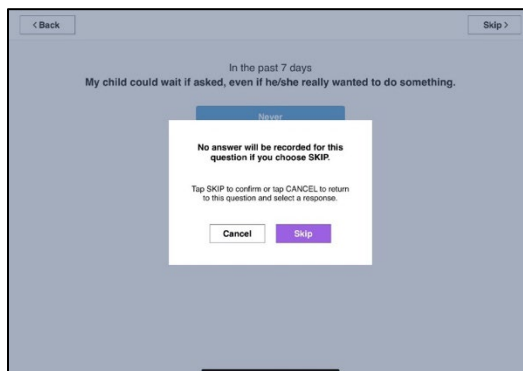 < Back
Skip >
In the past 7 days
My child could wait if asked, even if he/she really wanted to do something.
Never
No answer will be recorded for this
question if you choose SKIP.
Tap SKIP to confirm or tap CANCEL to return
to this question and select a response.
Cancel
Skip